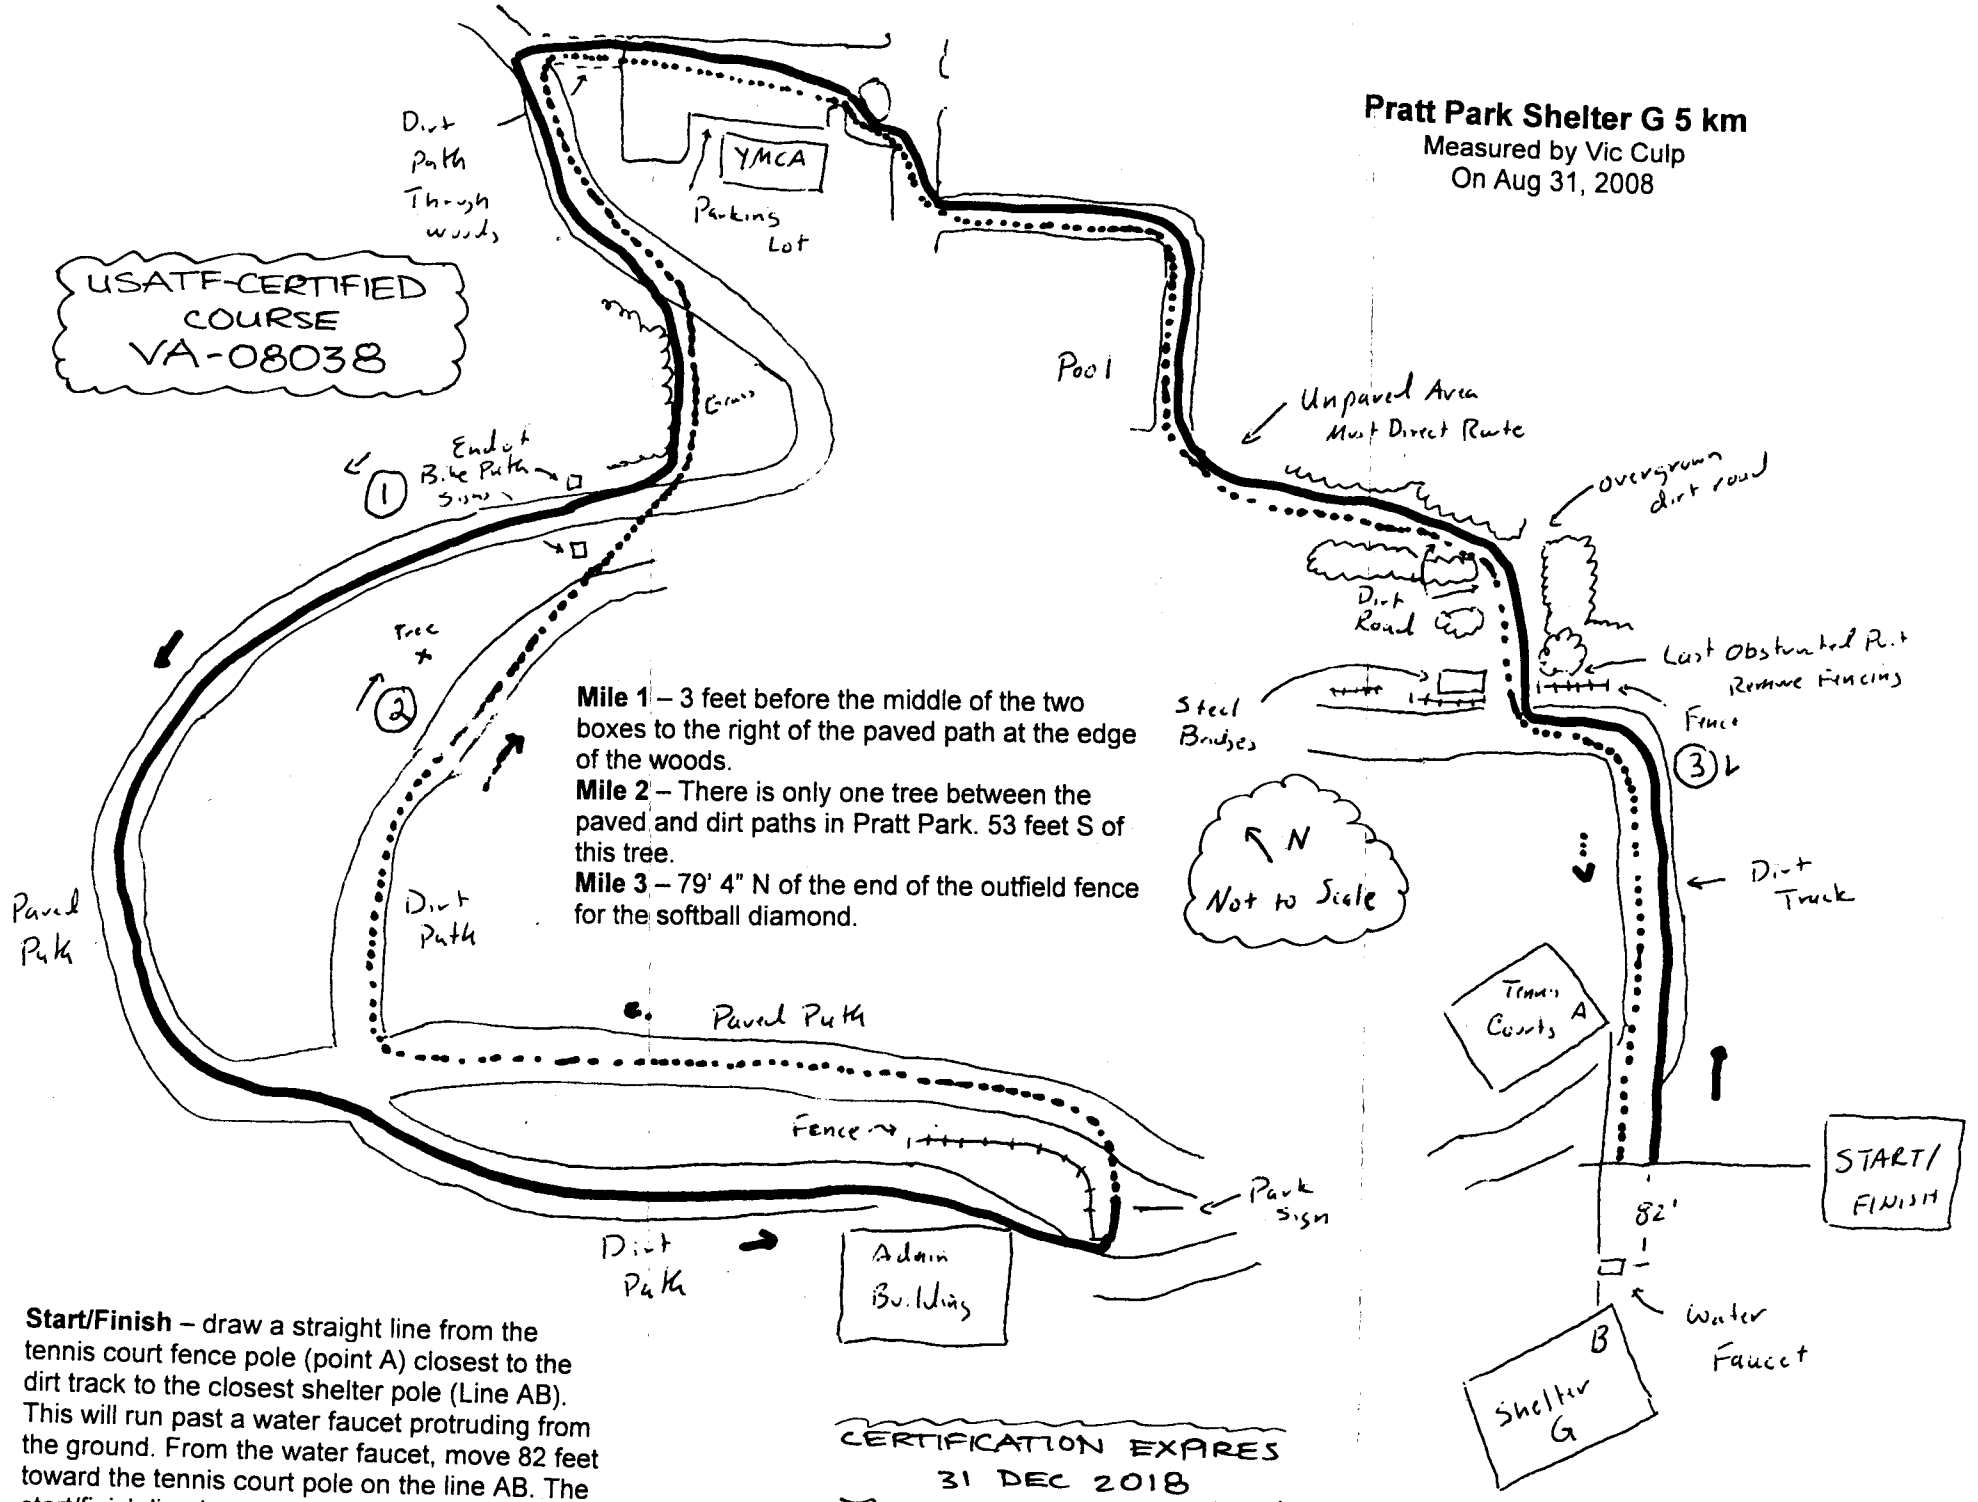 Pratt Park Shelter G 5 km
Measured by Vic Culp
On Aug 31, 2008
Dirt
Path
Through
woods
YMCA
Parking
Lot
USATF-CERTIFIED
COURSE
VA-08038
Pool
Grass
Unpaved Area
Most Direct Route
End of
Bike Path
Signs
1
overgrown
dirt road
Tree
2
Dirt
Road
Last Obstructed Pt
Remove Fencing
Steel
Bridges
Fence
3
Mile 1 – 3 feet before the middle of the two
boxes to the right of the paved path at the edge
of the woods.
Mile 2 – There is only one tree between the
paved and dirt paths in Pratt Park. 53 feet S of
this tree.
Mile 3 – 79' 4" N of the end of the outfield fence
for the softball diamond.
N
Not to Scale
Dirt
Track
Paved
Path
Dirt
Path
Paved Path
Tennis
Courts A
Fence
Park
Sign
START/
FINISH
82'
Dirt
Path
Admin
Building
Water
Faucet
B
Shelter
G
Start/Finish – draw a straight line from the
tennis court fence pole (point A) closest to the
dirt track to the closest shelter pole (Line AB).
This will run past a water faucet protruding from
the ground. From the water faucet, move 82 feet
toward the tennis court pole on the line AB. The
CERTIFICATION EXPIRES
31 DEC 2018